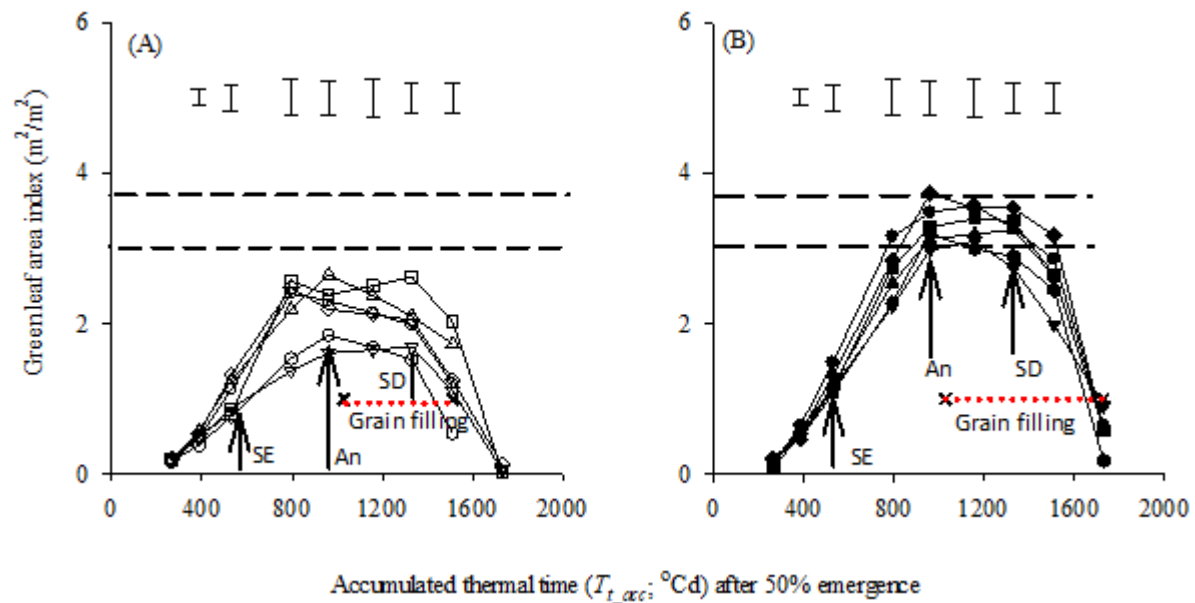 6
(A)
(B)
6
4
4
2
2
0
0
SD
Grain filling
SE
An
An
SD
Grain filling
SE
0 400 800 1200 1600 2000
0 400 800 1200 1600 2000
Green leaf area index (m²/m²)
Accumulated thermal time (T_t_acc; °Cd) after 50% emergence